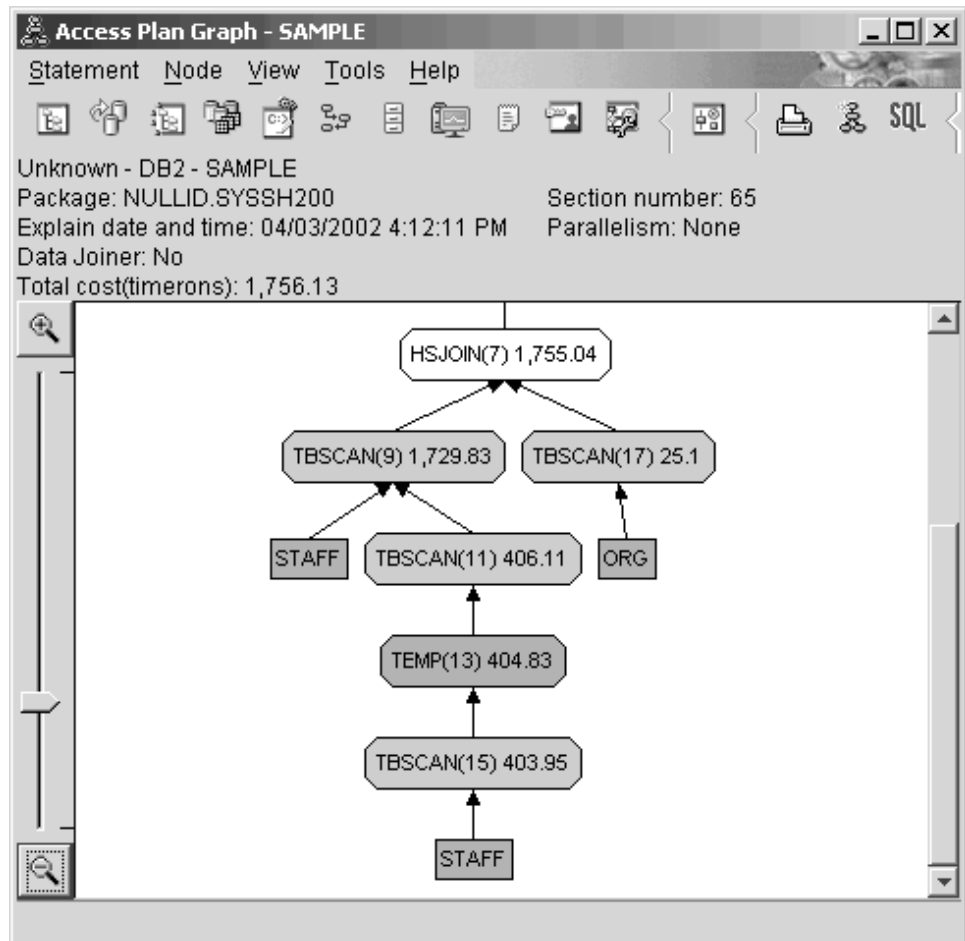 Access Plan Graph - SAMPLE
Statement Node View Tools Help
SQL
Unknown - DB2 - SAMPLE
Package: NULLID.SYSSH200 Section number: 65
Explain date and time: 04/03/2002 4:12:11 PM Parallelism: None
Data Joiner: No
Total cost(timerons): 1,756.13
HSJOIN(7) 1,755.04
TBSCAN(9) 1,729.83 TBSCAN(17) 25.1
STAFF TBSCAN(11) 406.11 ORG
TEMP(13) 404.83
TBSCAN(15) 403.95
STAFF